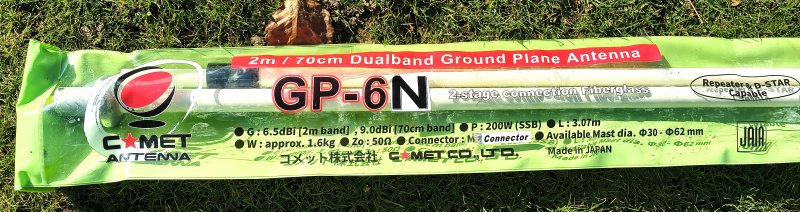 2m / 70cm Dualband Ground Plane Antenna
GP-6N
2-stage connection Fiberglass
Repeater & D-STAR
Capable
COMET
ANTENNA
● G : 6.5dBi [2m band] , 9.0dBi [70cm band] ● P : 200W (SSB) ● L : 3.07m
● W : approx. 1.6kg ● Zo : 50Ω ● Connector : M Connector ● Available Mast dia. Φ30 - Φ62 mm
コメット株式会社 COMET CO., LTD. Made in JAPAN
JAIA